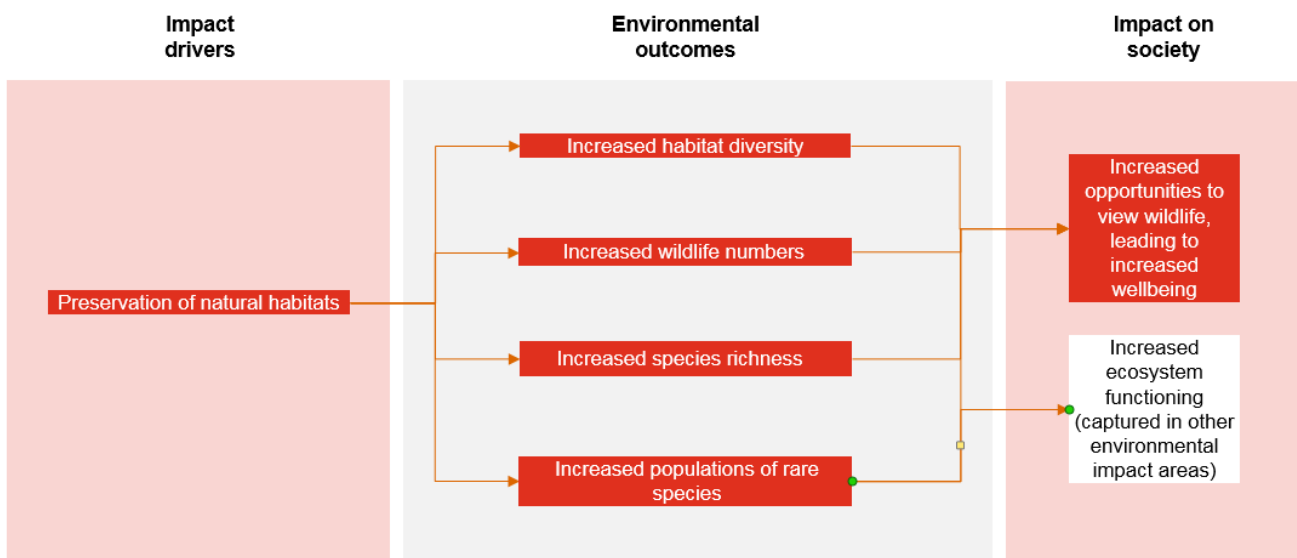 Impact
drivers
Environmental
outcomes
Impact on
society
Preservation of natural habitats
Increased habitat diversity
Increased wildlife numbers
Increased species richness
Increased populations of rare
species
Increased
opportunities to
view wildlife,
leading to
increased
wellbeing
Increased
ecosystem
functioning
(captured in other
environmental
impact areas)